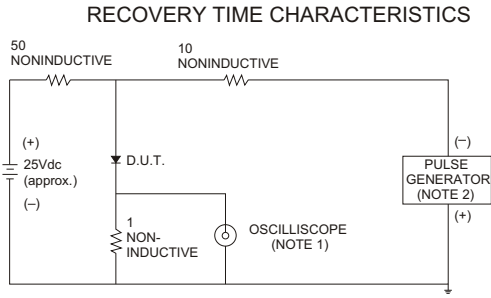 RECOVERY TIME CHARACTERISTICS
50
NONINDUCTIVE
10
NONINDUCTIVE
(+)
25Vdc
(approx.)
(–)
D.U.T.
1
NON-
INDUCTIVE
OSCILLISCOPE
(NOTE 1)
(–)
PULSE
GENERATOR
(NOTE 2)
(+)